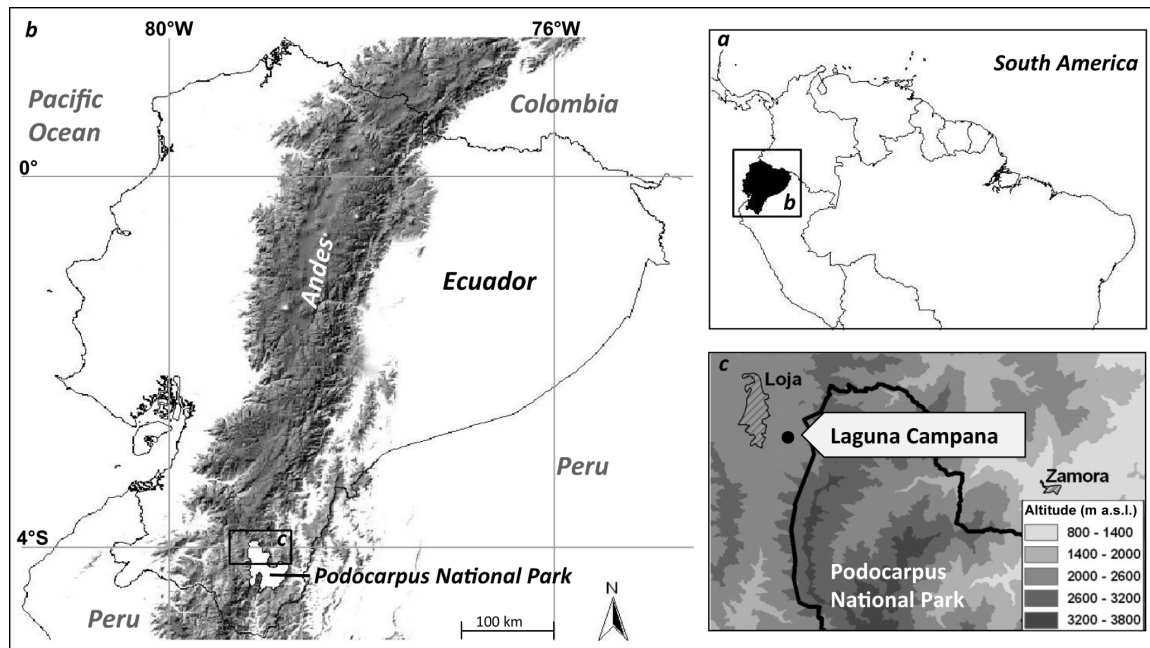 b
80°W
76°W
Pacific
Ocean
Colombia
0°
Andes
Ecuador
Peru
4°S
c
Podocarpus National Park
Peru
N
100 km
a
South America
b
c
Loja
Laguna Campana
Zamora
Altitude (m a.s.l.)
800 - 1400
1400 - 2000
2000 - 2600
2600 - 3200
3200 - 3800
Podocarpus
National Park